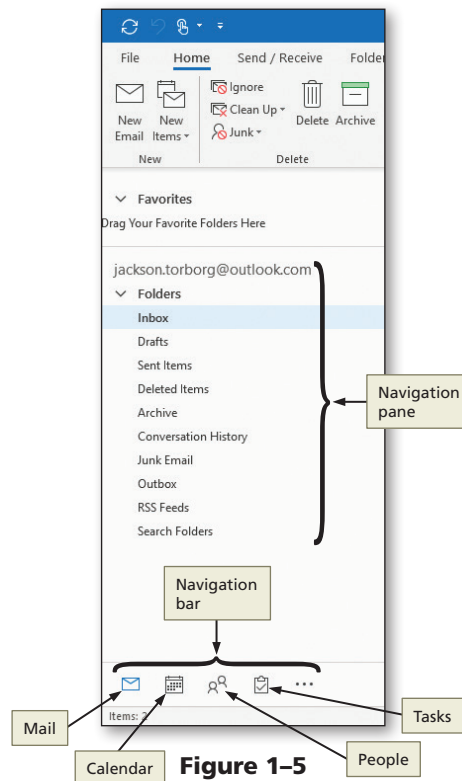 File Home Send / Receive Folder
Ignore
Clean Up
Junk
New Email
New Items
Delete Archive
New Delete
Favorites
Drag Your Favorite Folders Here
jackson.torborg@outlook.com
Folders
Inbox
Drafts
Sent Items
Deleted Items
Archive
Conversation History
Junk Email
Outbox
RSS Feeds
Search Folders
Navigation
pane
Navigation
bar
Items: 2
Mail
Calendar
People
Tasks
Figure 1–5